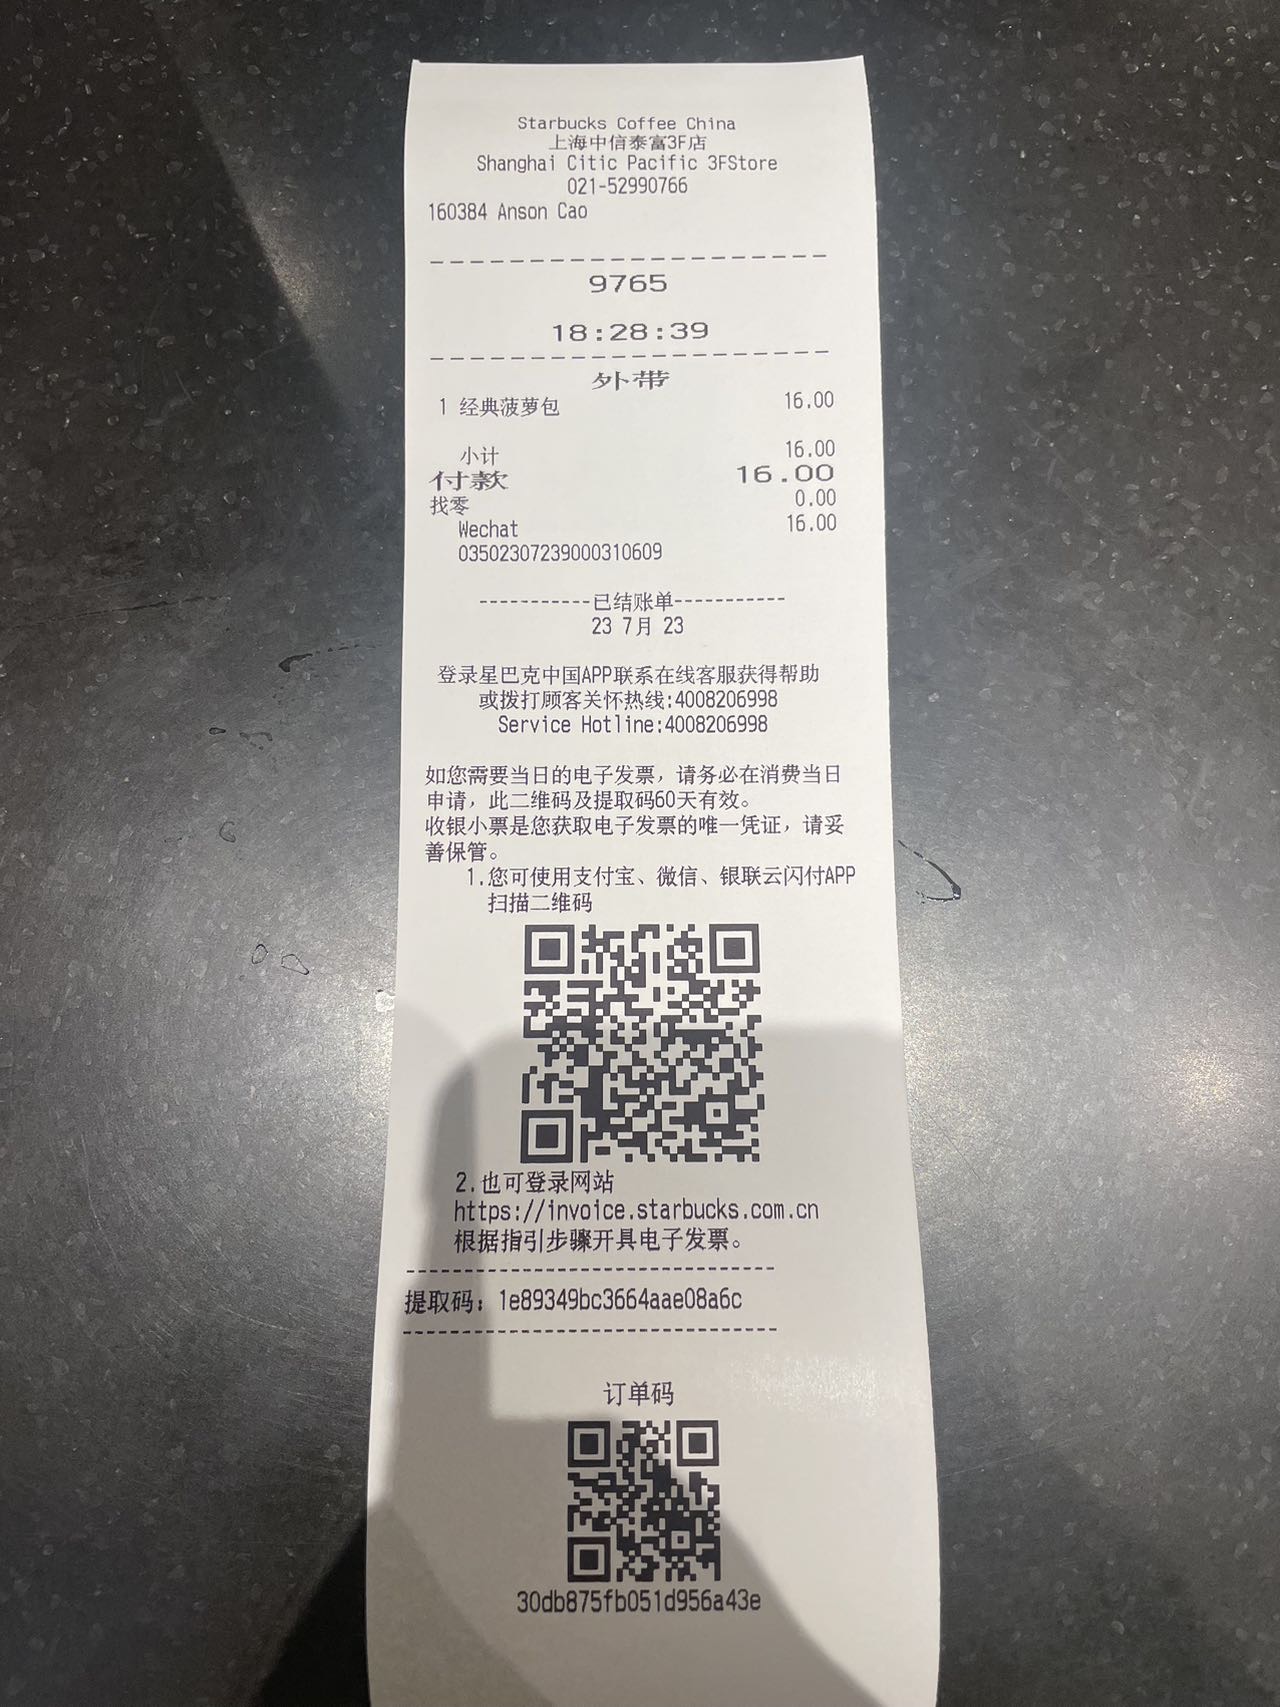 Starbucks Coffee China
上海中信泰富3F店
Shanghai Citic Pacific 3FStore
021-52990766
160384 Anson Cao
9765
18:28:39
外带
1 经典菠萝包 16.00
小计 16.00
付款 16.00
找零 0.00
Wechat 16.00
03502307239000310609
-----------已结账单-----------
23 7月 23
登录星巴克中国APP联系在线客服获得帮助
或拨打顾客关怀热线:4008206998
Service Hotline:4008206998
如您需要当日的电子发票，请务必在消费当日
申请，此二维码及提取码60天有效。
收银小票是您获取电子发票的唯一凭证，请妥
善保管。
1.您可使用支付宝、微信、银联云闪付APP
扫描二维码
2.也可登录网站
https://invoice.starbucks.com.cn
根据指引步骤开具电子发票。
提取码：1e89349bc3664aae08a6c
订单码
30db875fb051d956a43e